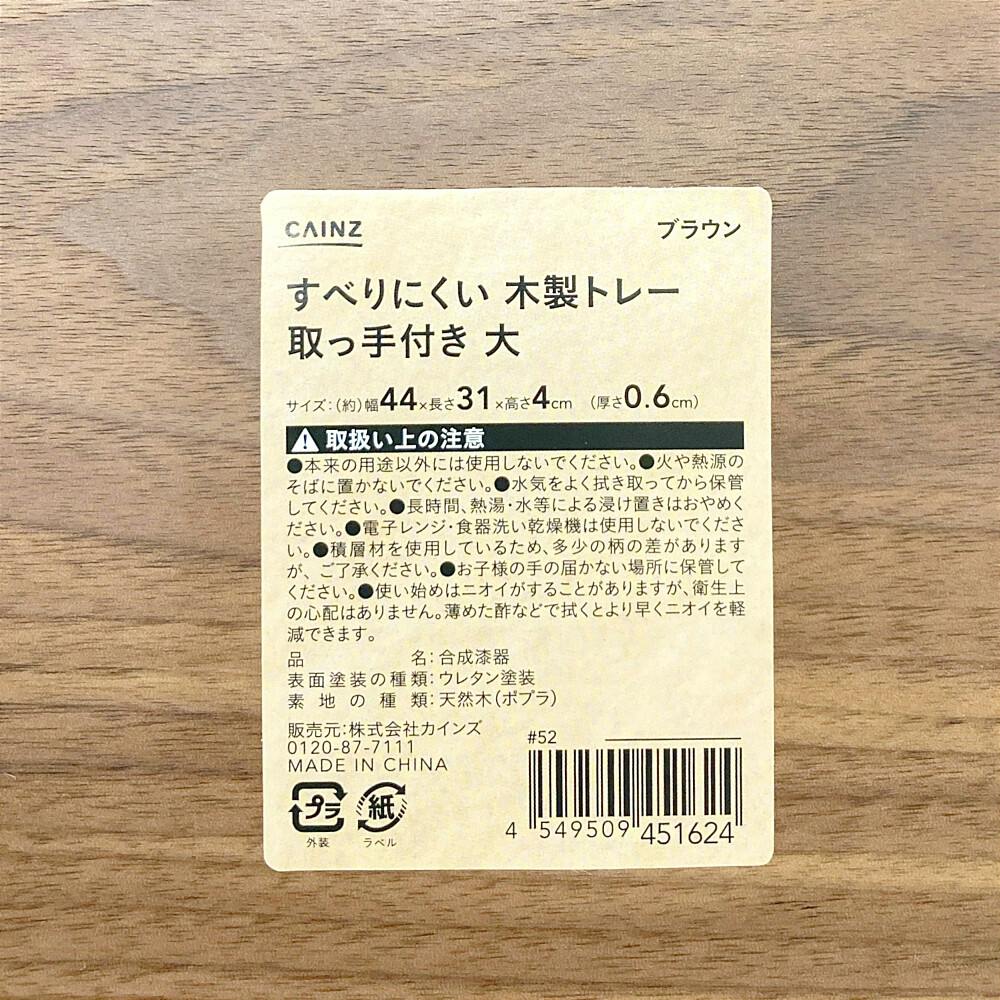 CAINZ
ブラウン
すべりにくい 木製トレー
取っ手付き 大
サイズ:(約)幅44×長さ31×高さ4cm (厚さ0.6cm)
取扱い上の注意
●本来の用途以外には使用しないでください。●火や熱源の
そばに置かないでください。●水気をよく拭き取ってから保管
してください。●長時間、熱湯・水等による浸け置きはおやめく
ださい。●電子レンジ・食器洗い乾燥機は使用しないでくださ
い。●積層材を使用しているため、多少の柄の差があります
が、ご了承ください。●お子様の手の届かない場所に保管して
ください。●使い始めはニオイがすることがありますが、衛生上
の心配はありません。薄めた酢などで拭くとより早くニオイを軽
減できます。
品名:合成漆器
表面塗装の種類:ウレタン塗装
素地の種類:天然木(ポプラ)
販売元:株式会社カインズ
0120-87-7111
MADE IN CHINA
#52
プラ
外装
紙
ラベル
4 549509 451624